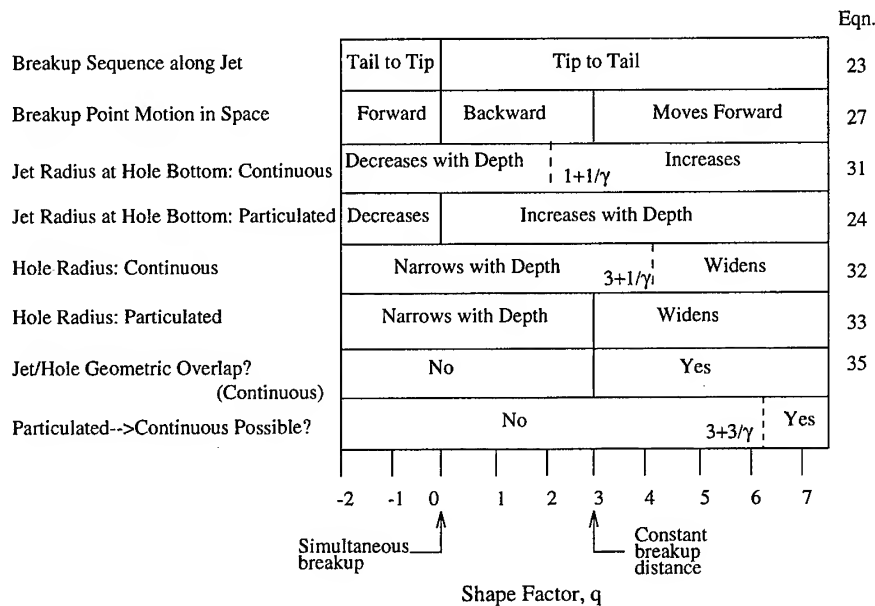 Eqn.
Breakup Sequence along Jet Tail to Tip Tip to Tail 23
Breakup Point Motion in Space Forward Backward Moves Forward 27
Jet Radius at Hole Bottom: Continuous Decreases with Depth 1+1/γ Increases 31
Jet Radius at Hole Bottom: Particulated Decreases Increases with Depth 24
Hole Radius: Continuous Narrows with Depth 3+1/γ Widens 32
Hole Radius: Particulated Narrows with Depth Widens 33
Jet/Hole Geometric Overlap? No Yes 35
(Continuous)
Particulated-->Continuous Possible? No 3+3/γ Yes
-2 -1 0 1 2 3 4 5 6 7
Simultaneous breakup
Constant breakup distance
Shape Factor, q